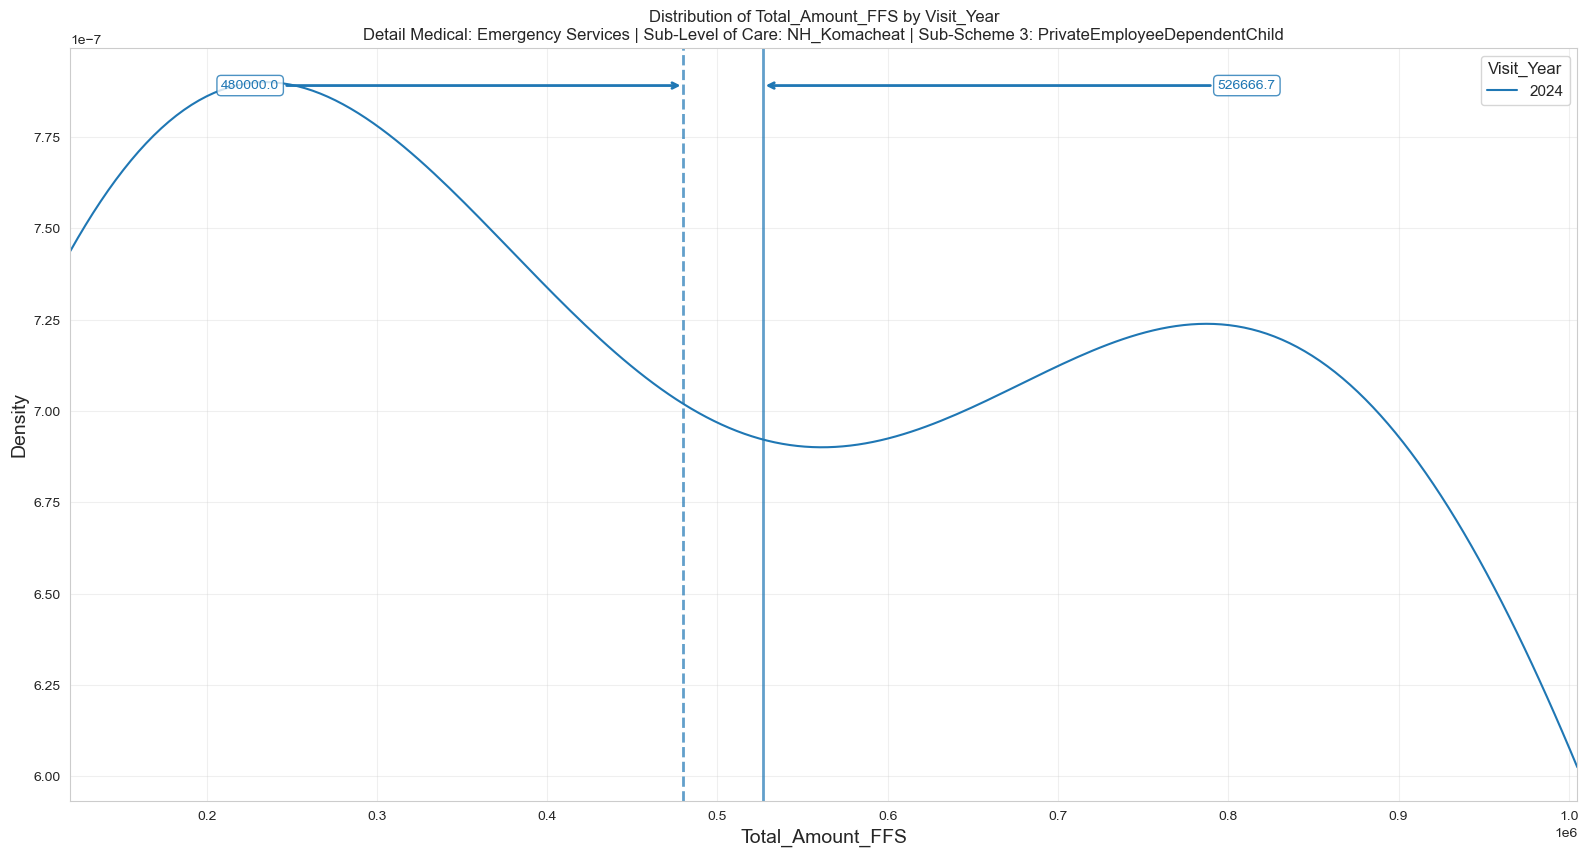 Distribution of Total_Amount_FFS by Visit_Year
Detail Medical: Emergency Services | Sub-Level of Care: NH_Komacheat | Sub-Scheme 3: PrivateEmployeeDependentChild
1e−7
480000.0
526666.7
Visit_Year
2024
7.75
7.50
7.25
7.00
6.75
6.50
6.25
6.00
Density
0.2
0.3
0.4
0.5
0.6
0.7
0.8
0.9
1.0
1e6
Total_Amount_FFS